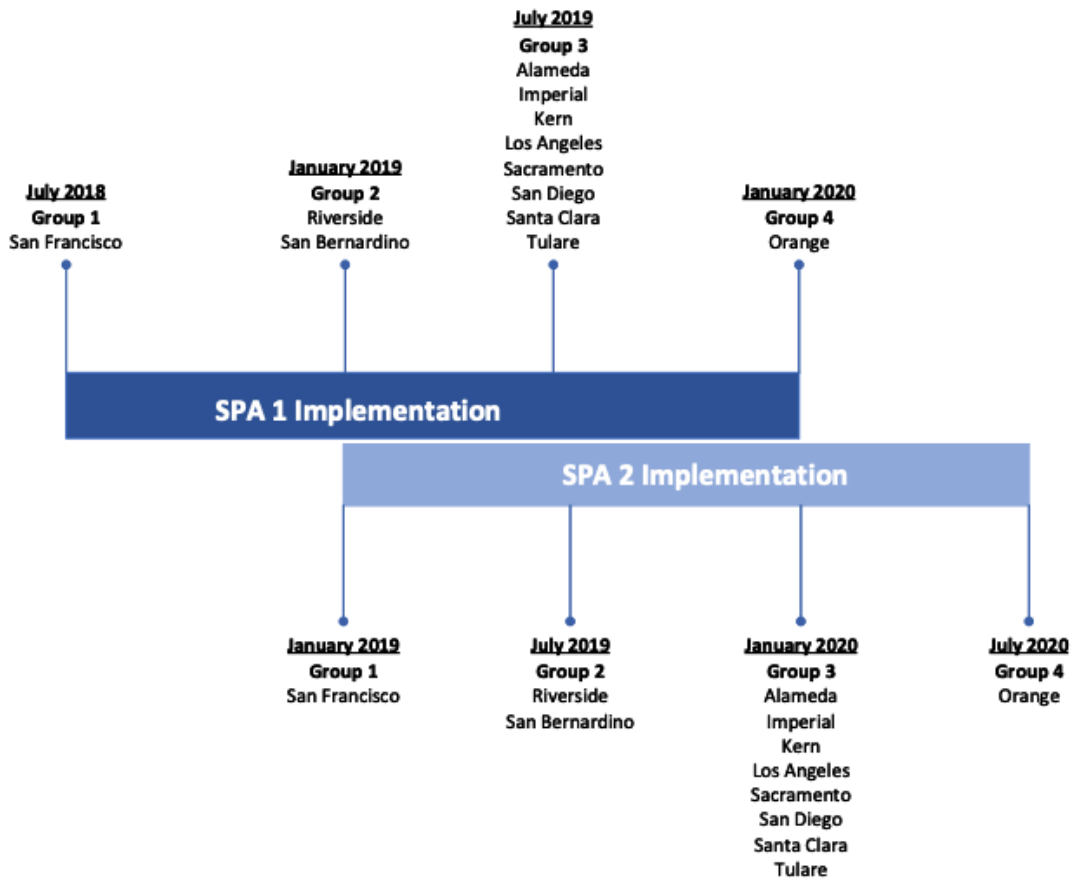 July 2018
Group 1
San Francisco
January 2019
Group 2
Riverside
San Bernardino
July 2019
Group 3
Alameda
Imperial
Kern
Los Angeles
Sacramento
San Diego
Santa Clara
Tulare
January 2020
Group 4
Orange
SPA 1 Implementation
SPA 2 Implementation
January 2019
Group 1
San Francisco
July 2019
Group 2
Riverside
San Bernardino
January 2020
Group 3
Alameda
Imperial
Kern
Los Angeles
Sacramento
San Diego
Santa Clara
Tulare
July 2020
Group 4
Orange